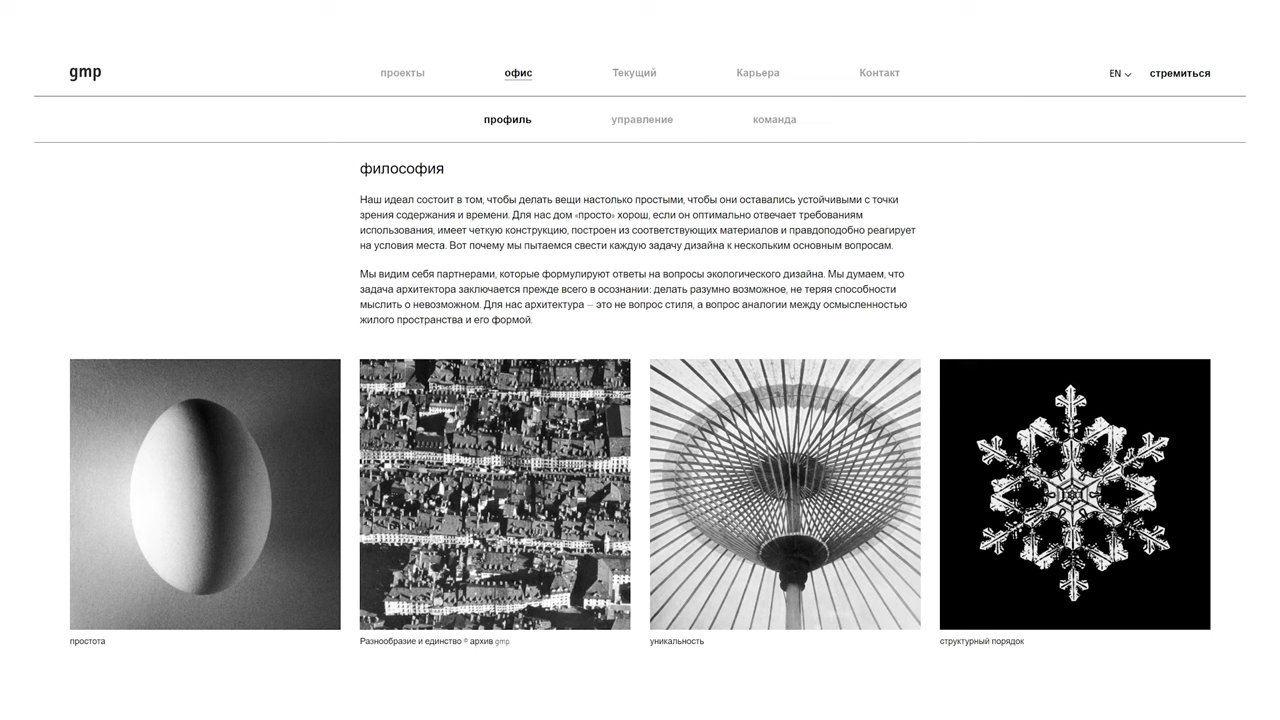 gmp
проекты
офис
Текущий
Карьера
Контакт
EN
стремиться
профиль
управление
команда
философия
Наш идеал состоит в том, чтобы делать вещи настолько простыми, чтобы они оставались устойчивыми с точки
зрения содержания и времени. Для нас дом «просто» хорош, если он оптимально отвечает требованиям
использования, имеет четкую конструкцию, построен из соответствующих материалов и правдоподобно реагирует
на условия места. Вот почему мы пытаемся свести каждую задачу дизайна к нескольким основным вопросам.
Мы видим себя партнерами, которые формулируют ответы на вопросы экологического дизайна. Мы думаем, что
задача архитектора заключается прежде всего в осознании: делать разумно возможное, не теряя способности
мыслить о невозможном. Для нас архитектура – это не вопрос стиля, а вопрос аналогии между осмысленностью
жилого пространства и его формой.
простота
Разнообразие и единство © архив gmp
уникальность
структурный порядок